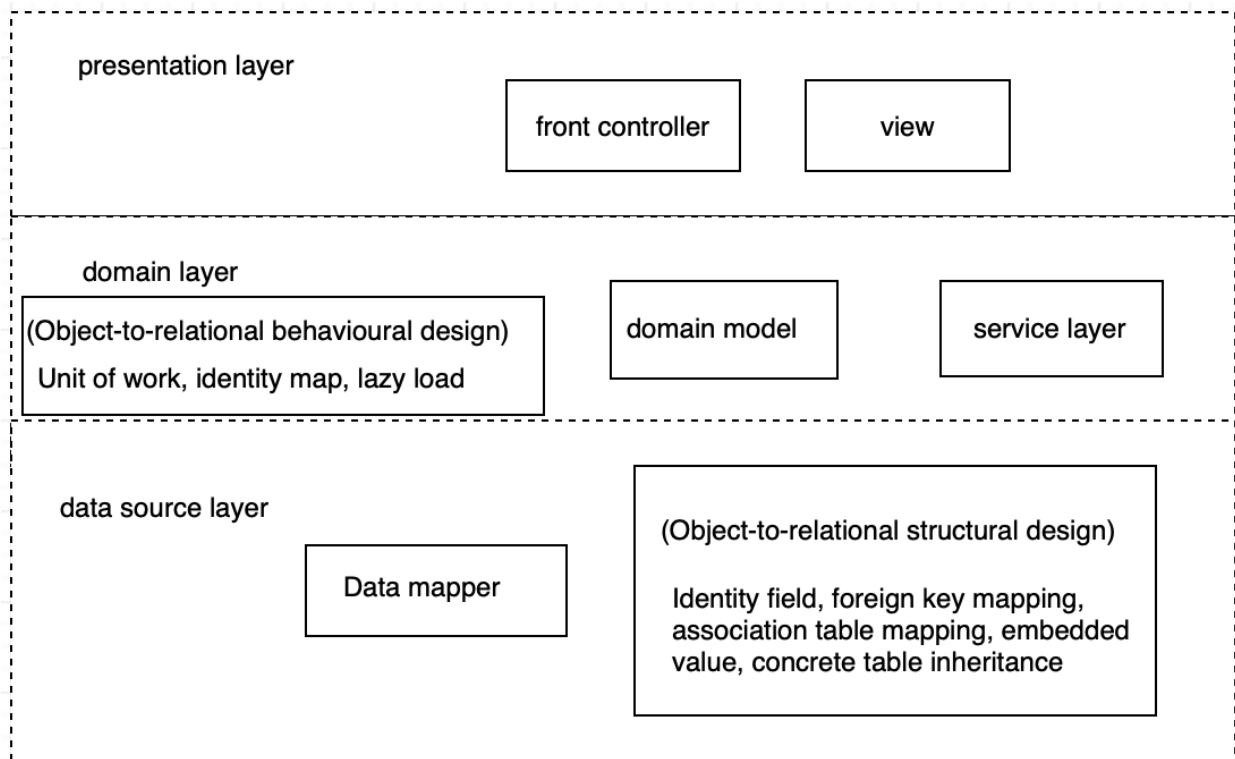 presentation layer
front controller
view
domain layer
(Object-to-relational behavioural design)
Unit of work, identity map, lazy load
domain model
service layer
data source layer
Data mapper
(Object-to-relational structural design)
Identity field, foreign key mapping,
association table mapping, embedded
value, concrete table inheritance